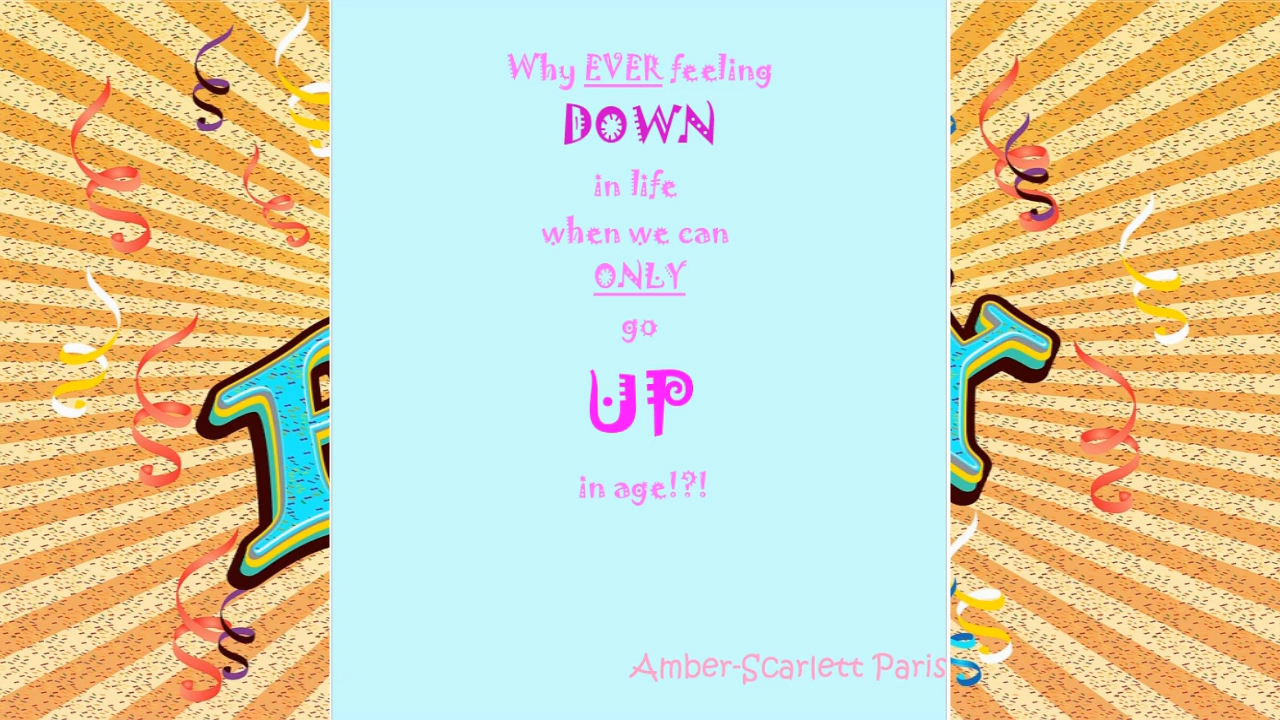 Why EVER feeling
DOWN
in life
when we can
ONLY
go
UP
in age!?!
Amber-Scarlett Paris